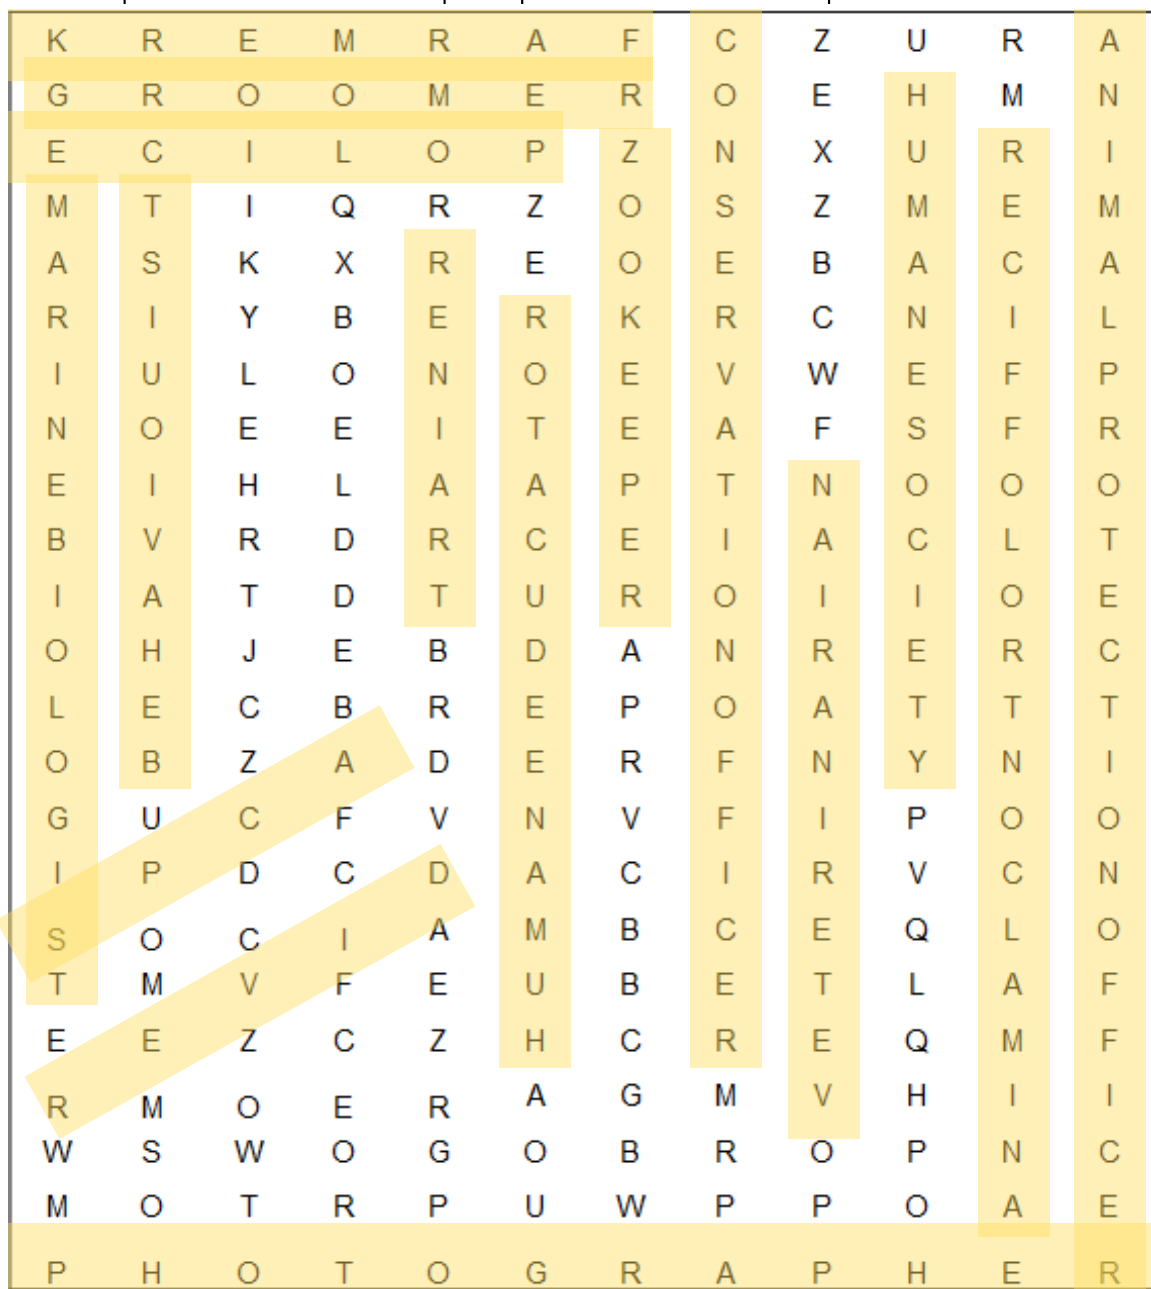 K R E M R A F C Z U R A
G R O O M E R O E H M N
E C I L O P Z N X U R I
M T I Q R Z O S Z M E M
A S K X R E O E B A C A
R I Y B E R K R C N I L
I U L O N O E V W E F P
N O E E I T E A F S F R
E I H L A A P T N O O O
B V R D R C E I A C L T
I A T D T U R O I I O E
O H J E B D A N R E R C
L E C B R E P O A T T T
O B Z A D E R F N Y N I
G U C F V N V F I P O O
I P D C D A C I R V C N
S O C I A M B C E Q L O
T M V F E U B E T L A F
E E Z C Z H C R E Q M F
R M O E R A G M V H I I
W S W O G O B R O P N C
M O T R P U W P P O A E
P H O T O G R A P H E R